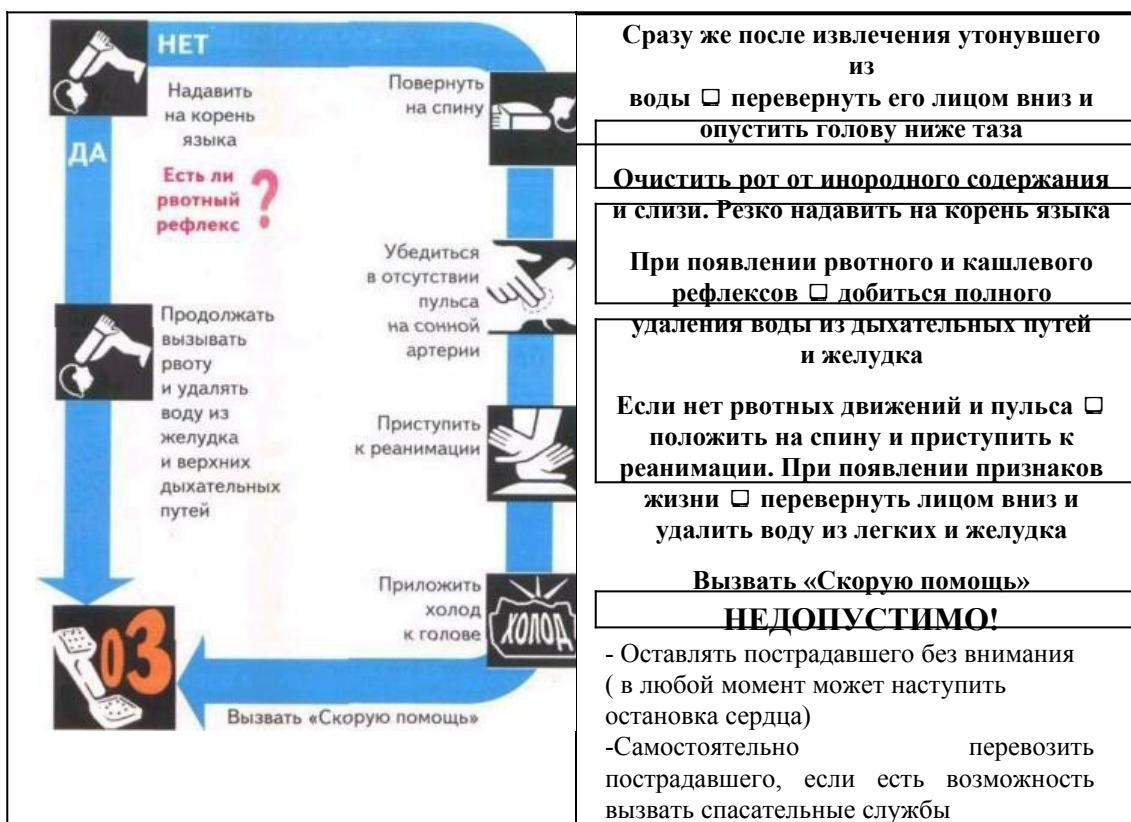 НЕТ
Надавить
на корень
языка
ДА
Есть ли
рвотный
рефлекс
?
Продолжать
вызывать
рвоту
и удалять
воду из
желудка
и верхних
дыхательных
путей
Повернуть
на спину
Убедиться
в отсутствии
пульса
на сонной
артерии
Приступить
к реанимации
Приложить
холод
к голове
ХОЛОД
03
Вызвать «Скорую помощь»
Сразу же после извлечения утонувшего
из
воды ❑ перевернуть его лицом вниз и
опустить голову ниже таза
Очистить рот от инородного содержания
и слизи. Резко надавить на корень языка
При появлении рвотного и кашлевого
рефлексов ❑ добиться полного
удаления воды из дыхательных путей
и желудка
Если нет рвотных движений и пульса ❑
положить на спину и приступить к
реанимации. При появлении признаков
жизни ❑ перевернуть лицом вниз и
удалить воду из легких и желудка
Вызвать «Скорую помощь»
НЕДОПУСТИМО!
- Оставлять пострадавшего без внимания
( в любой момент может наступить
остановка сердца)
-Самостоятельно перевозить
пострадавшего, если есть возможность
вызвать спасательные службы